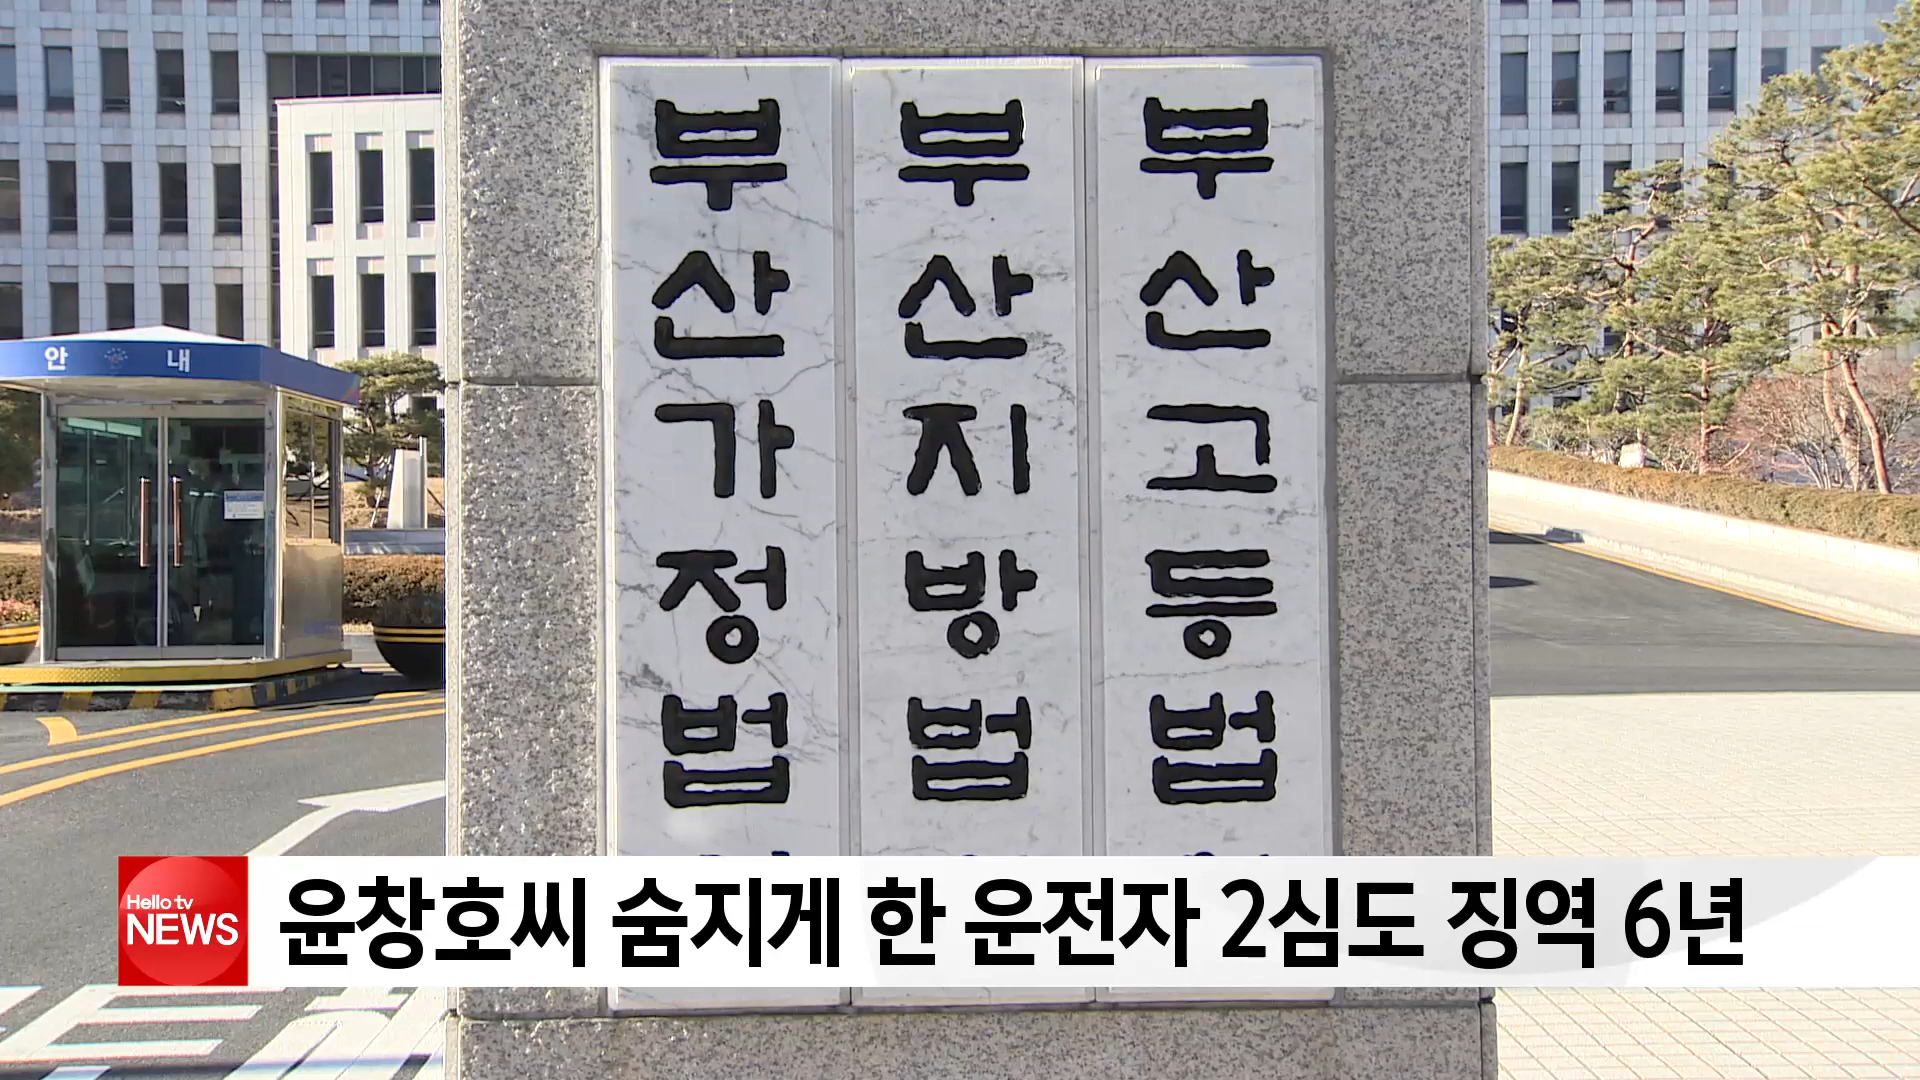 안 내
부산가정법
부산지방법
부산고등법
Hello tv
NEWS
윤창호씨 숨지게 한 운전자 2심도 징역 6년